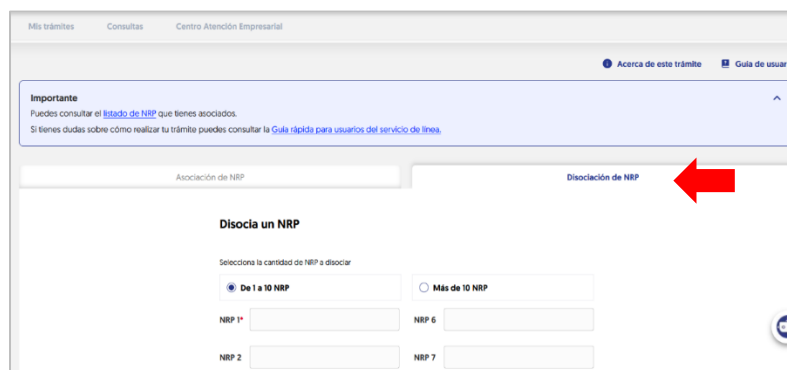 Mis trámites Consultas Centro Atención Empresarial
Acerca de este trámite Guía de usuar
Importante
Puedes consultar el listado de NRP que tienes asociados.
Si tienes dudas sobre cómo realizar tu trámite puedes consultar la Guía rápida para usuarios del servicio de línea.
Asociación de NRP Disociación de NRP
Disocia un NRP
Selecciona la cantidad de NRP a disociar
De 1 a 10 NRP Más de 10 NRP
NRP 1* NRP 6
NRP 2 NRP 7